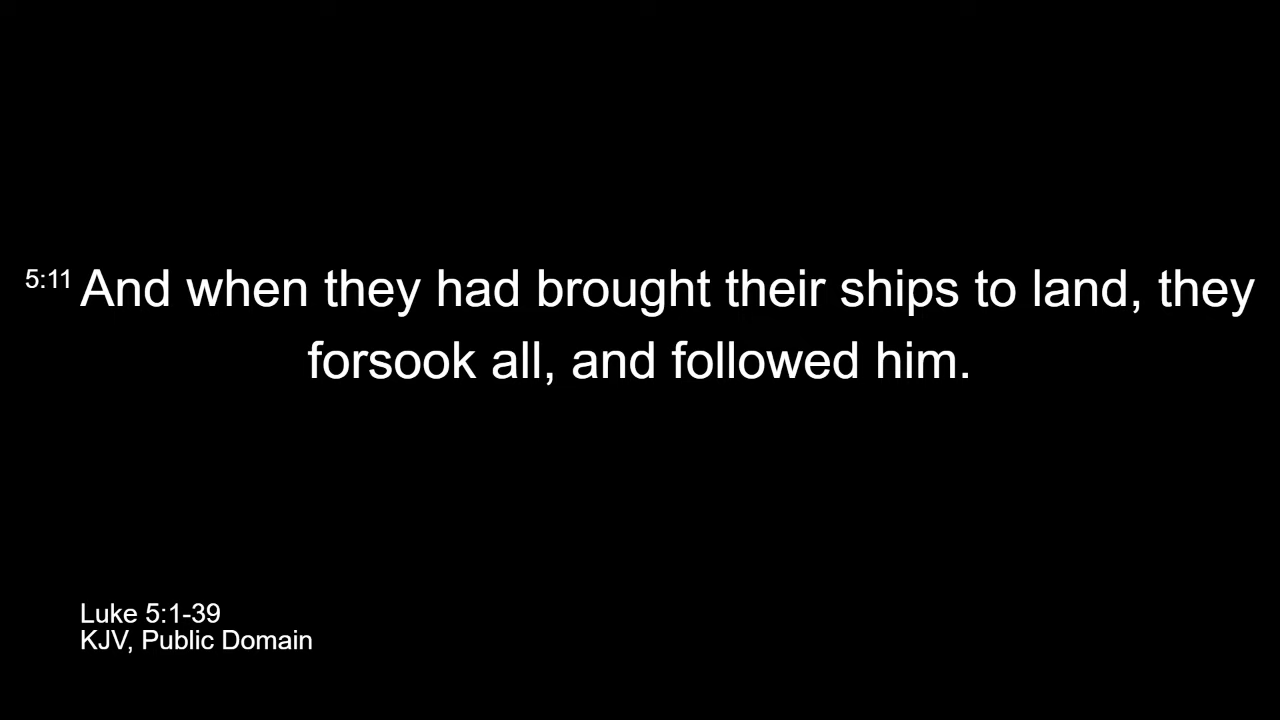 5:11 And when they had brought their ships to land, they
forsook all, and followed him.
Luke 5:1-39
KJV, Public Domain